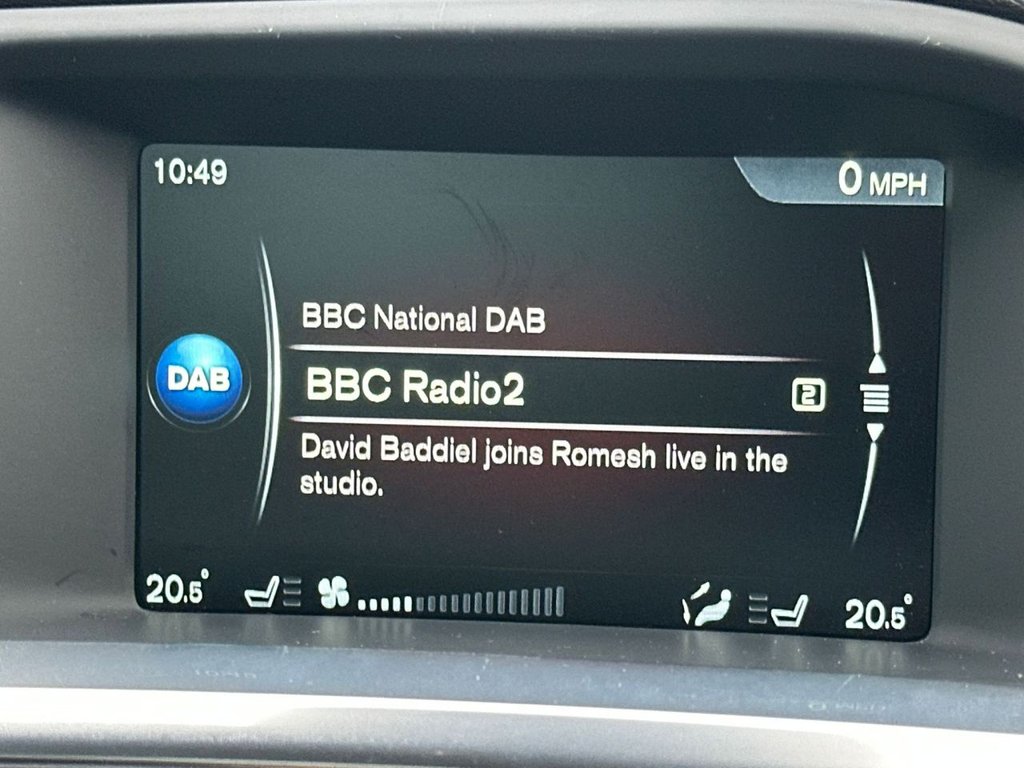 10:49
0 MPH
BBC National DAB
DAB
BBC Radio2
2
David Baddiel joins Romesh live in the
studio.
20.5°
20.5°